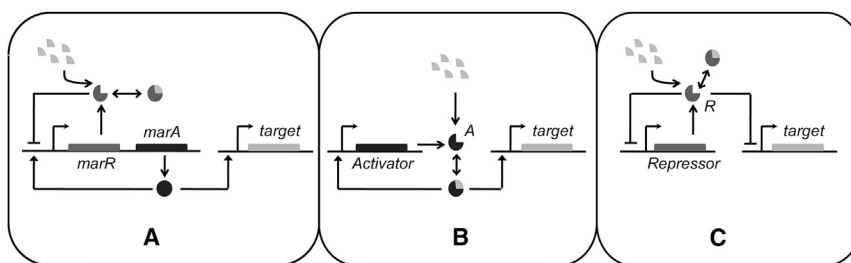 marA
marR
target
A
A
Activator
target
B
R
Repressor
target
C